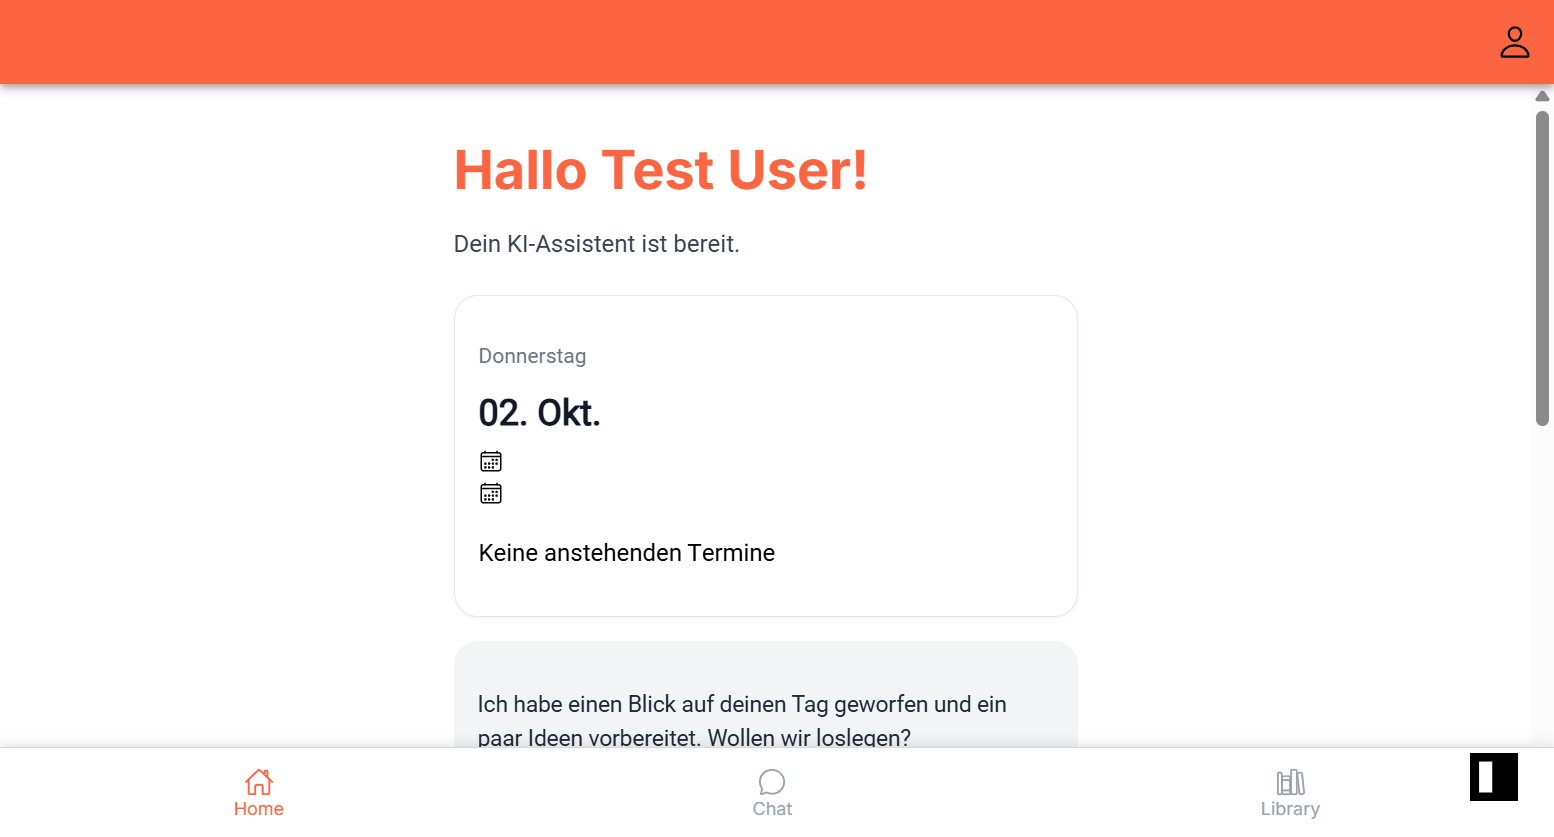 Hallo Test User!
Dein KI-Assistent ist bereit.
Donnerstag
02. Okt.
Keine anstehenden Termine
Ich habe einen Blick auf deinen Tag geworfen und ein
paar Ideen vorbereitet. Wollen wir loslegen?
Home
Chat
Library